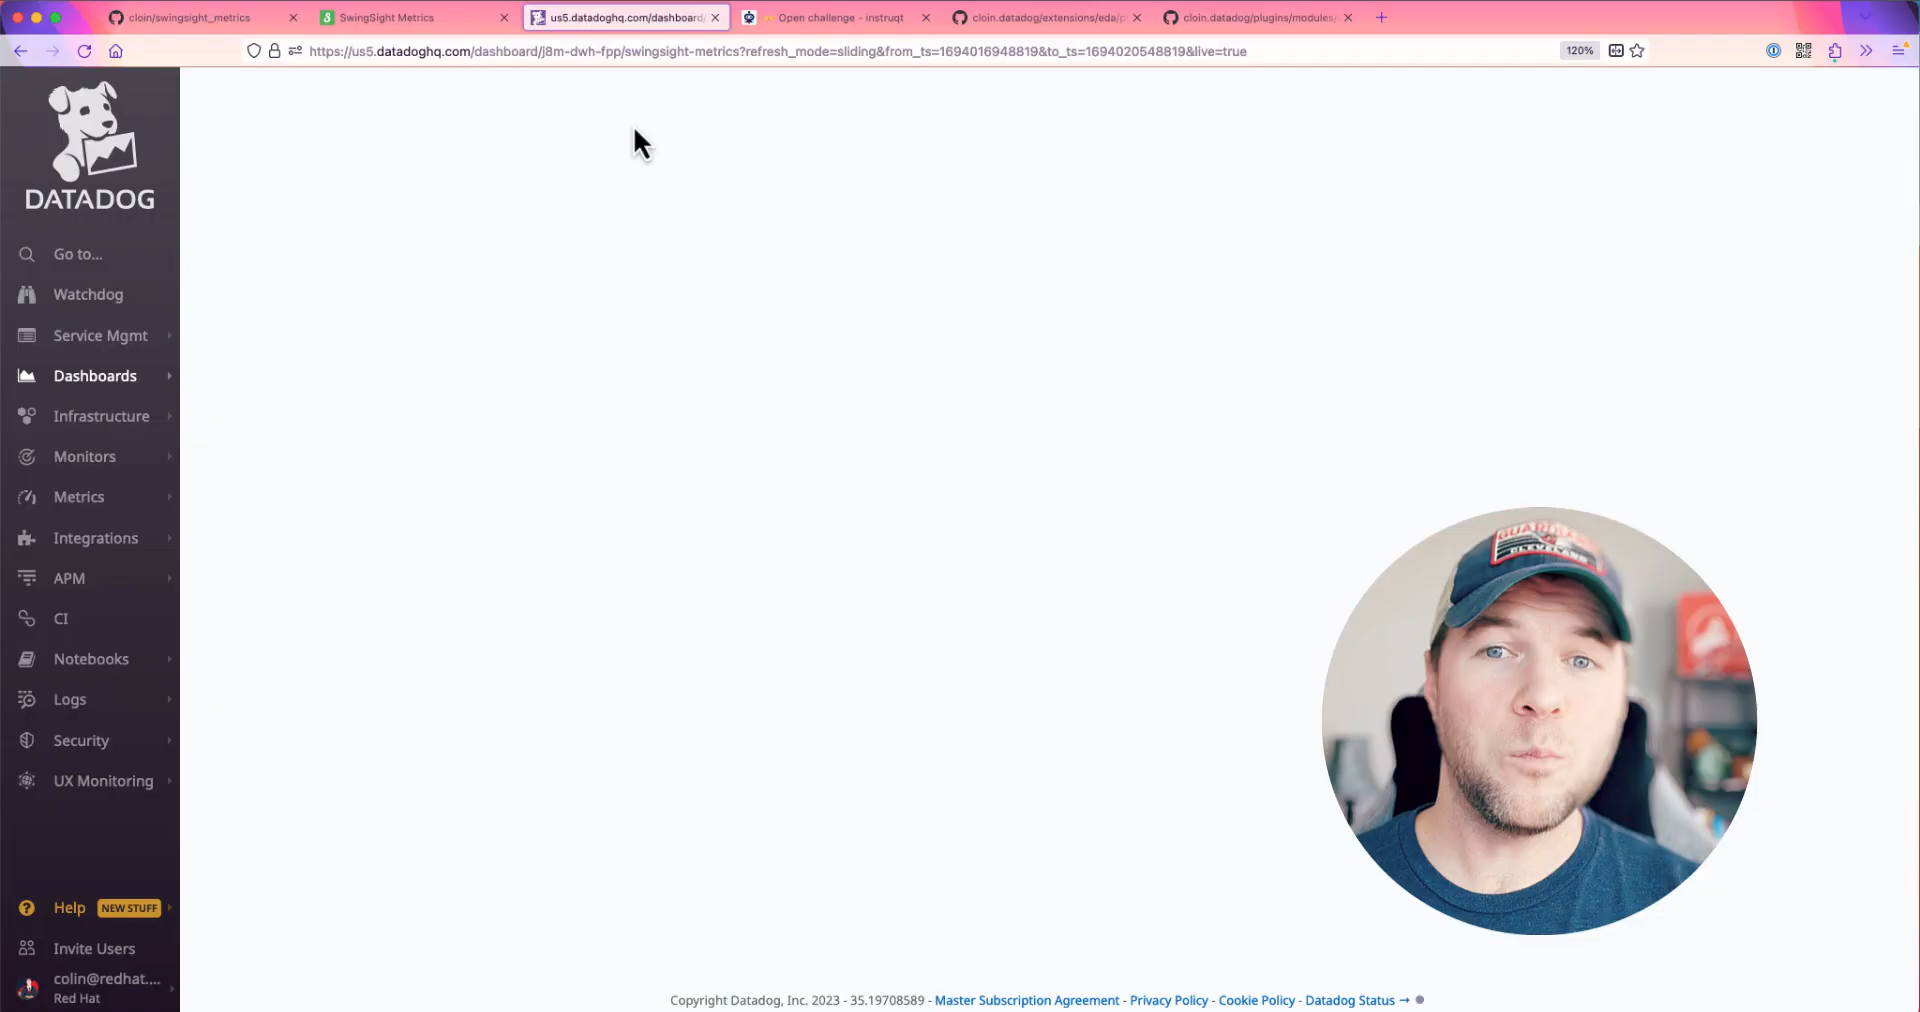 cloin/swingsight_metrics
SwingSight Metrics
us5.datadoghq.com/dashboard/
Open challenge - instruqt
cloin.datadog/extensions/eda/p
cloin.datadog/plugins/modules/
https://us5.datadoghq.com/dashboard/j8m-dwh-fpp/swingsight-metrics?refresh_mode=sliding&from_ts=1694016948819&to_ts=1694020548819&live=true
120%
DATADOG
Go to...
Watchdog
Service Mgmt
Dashboards
Infrastructure
Monitors
Metrics
Integrations
APM
CI
Notebooks
Logs
Security
UX Monitoring
Help NEW STUFF
Invite Users
colin@redhat....
Red Hat
Copyright Datadog, Inc. 2023 - 35.19708589 - Master Subscription Agreement - Privacy Policy - Cookie Policy - Datadog Status →